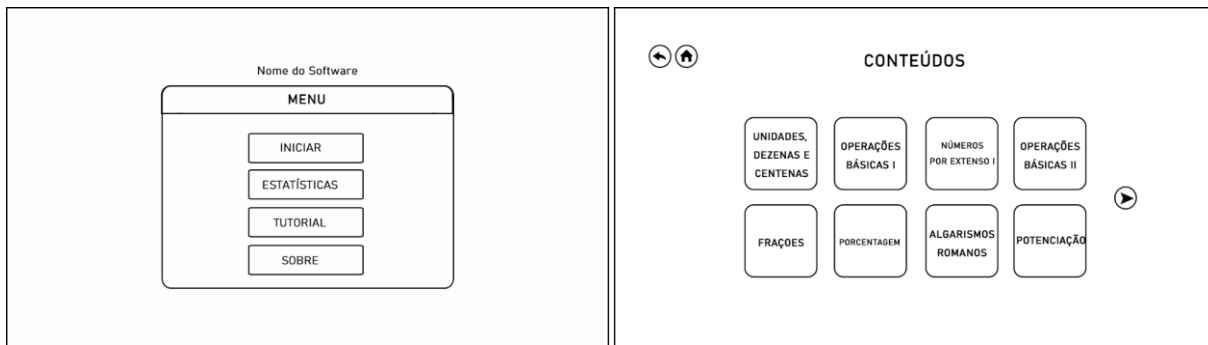 Nome do Software
MENU
INICIAR
ESTATÍSTICAS
TUTORIAL
SOBRE
CONTEÚDOS
UNIDADES,
DEZENAS E
CENTENAS
OPERAÇÕES
BÁSICAS I
NÚMEROS
POR EXTENSO I
OPERAÇÕES
BÁSICAS II
FRAÇOES
PORCENTAGEM
ALGARISMOS
ROMANOS
POTENCIAÇÃO